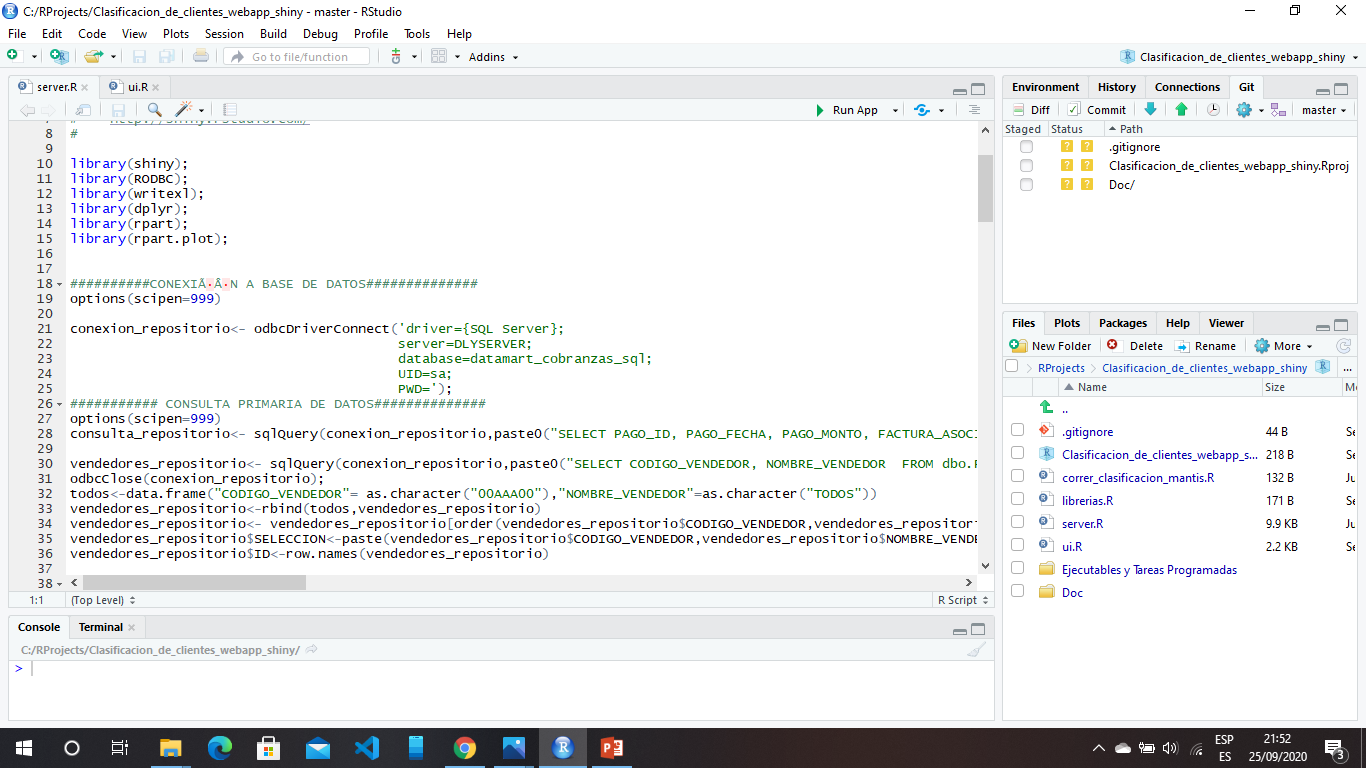 C:/RProjects/Clasificacion_de_clientes_webapp_shiny - master - RStudio
File Edit Code View Plots Session Build Debug Profile Tools Help
Go to file/function Addins Clasificacion_de_clientes_webapp_shiny
server.R ui.R
Run App
7 # http://shiny.rstudio.com/
8 #
9
10 library(shiny);
11 library(RODBC);
12 library(writexl);
13 library(dplyr);
14 library(rpart);
15 library(rpart.plot);
16
17
18 ##########CONEXIÃ·Â·N A BASE DE DATOS##############
19 options(scipen=999)
20
21 conexion_repositorio<- odbcDriverConnect('driver={SQL Server};
22 server=DLYSERVER;
23 database=datamart_cobranzas_sql;
24 UID=sa;
25 PWD=');
26 ########### CONSULTA PRIMARIA DE DATOS##############
27 options(scipen=999)
28 consulta_repositorio<- sqlQuery(conexion_repositorio,paste0("SELECT PAGO_ID, PAGO_FECHA, PAGO_MONTO, FACTURA_ASOCI
29
30 vendedores_repositorio<- sqlQuery(conexion_repositorio,paste0("SELECT CODIGO_VENDEDOR, NOMBRE_VENDEDOR  FROM dbo.F
31 odbcClose(conexion_repositorio);
32 todos<-data.frame("CODIGO_VENDEDOR"= as.character("00AAA00"),"NOMBRE_VENDEDOR"=as.character("TODOS"))
33 vendedores_repositorio<-rbind(todos,vendedores_repositorio)
34 vendedores_repositorio<- vendedores_repositorio[order(vendedores_repositorio$CODIGO_VENDEDOR,vendedores_repositori
35 vendedores_repositorio$SELECCION<-paste(vendedores_repositorio$CODIGO_VENDEDOR,vendedores_repositorio$NOMBRE_VENDE
36 vendedores_repositorio$ID<-row.names(vendedores_repositorio)
37
38
1:1 (Top Level) R Script
Console Terminal
C:/RProjects/Clasificacion_de_clientes_webapp_shiny/
>
Environment History Connections Git
Diff Commit master
Staged Status Path
? ? .gitignore
? ? Clasificacion_de_clientes_webapp_shiny.Rproj
? ? Doc/
Files Plots Packages Help Viewer
New Folder Delete Rename More
RProjects Clasificacion_de_clientes_webapp_shiny ...
Name Size Mo
..
.gitignore 44 B Se
Clasificacion_de_clientes_webapp_s... 218 B Se
correr_clasificacion_mantis.R 132 B Ju
librerias.R 171 B Se
server.R 9.9 KB Ju
ui.R 2.2 KB Se
Ejecutables y Tareas Programadas
Doc
ESP
ES
21:52
25/09/2020
3